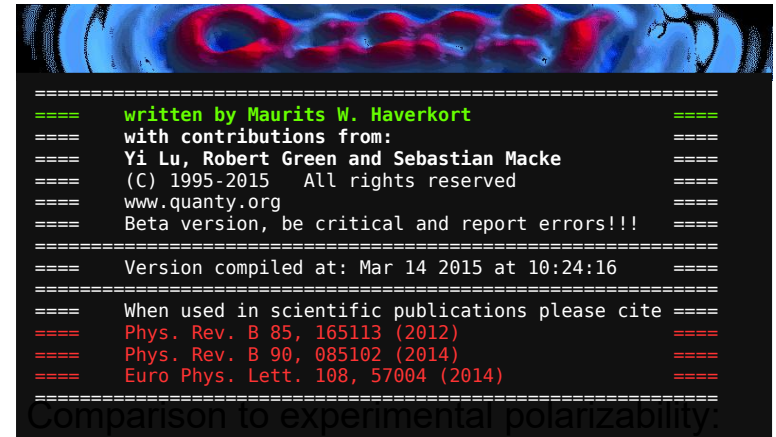 Quanty
================================================================
==== written by Maurits W. Haverkort ====
==== with contributions from: ====
==== Yi Lu, Robert Green and Sebastian Macke ====
==== (C) 1995-2015 All rights reserved ====
==== www.quanty.org ====
==== Beta version, be critical and report errors!!! ====
================================================================
==== Version compiled at: Mar 14 2015 at 10:24:16 ====
================================================================
==== When used in scientific publications please cite ====
==== Phys. Rev. B 85, 165113 (2012) ====
==== Phys. Rev. B 90, 085102 (2014) ====
==== Euro Phys. Lett. 108, 57004 (2014) ====
================================================================
Comparison to experimental polarizability: